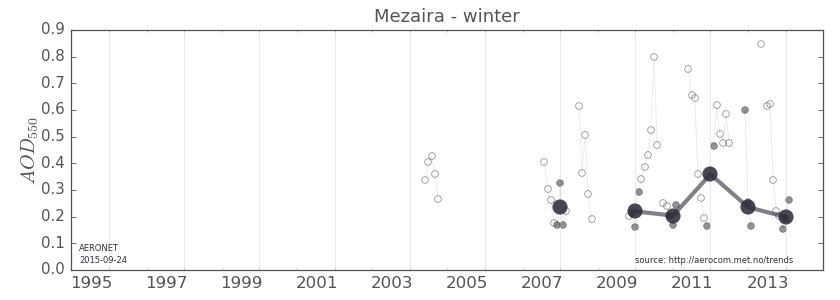 Mezaira - winter
0.9
0.8
0.7
0.6
0.5
0.4
0.3
0.2
0.1
0.0
AOD550
AERONET
2015-09-24
source: http://aerocom.met.no/trends
1995 1997 1999 2001 2003 2005 2007 2009 2011 2013